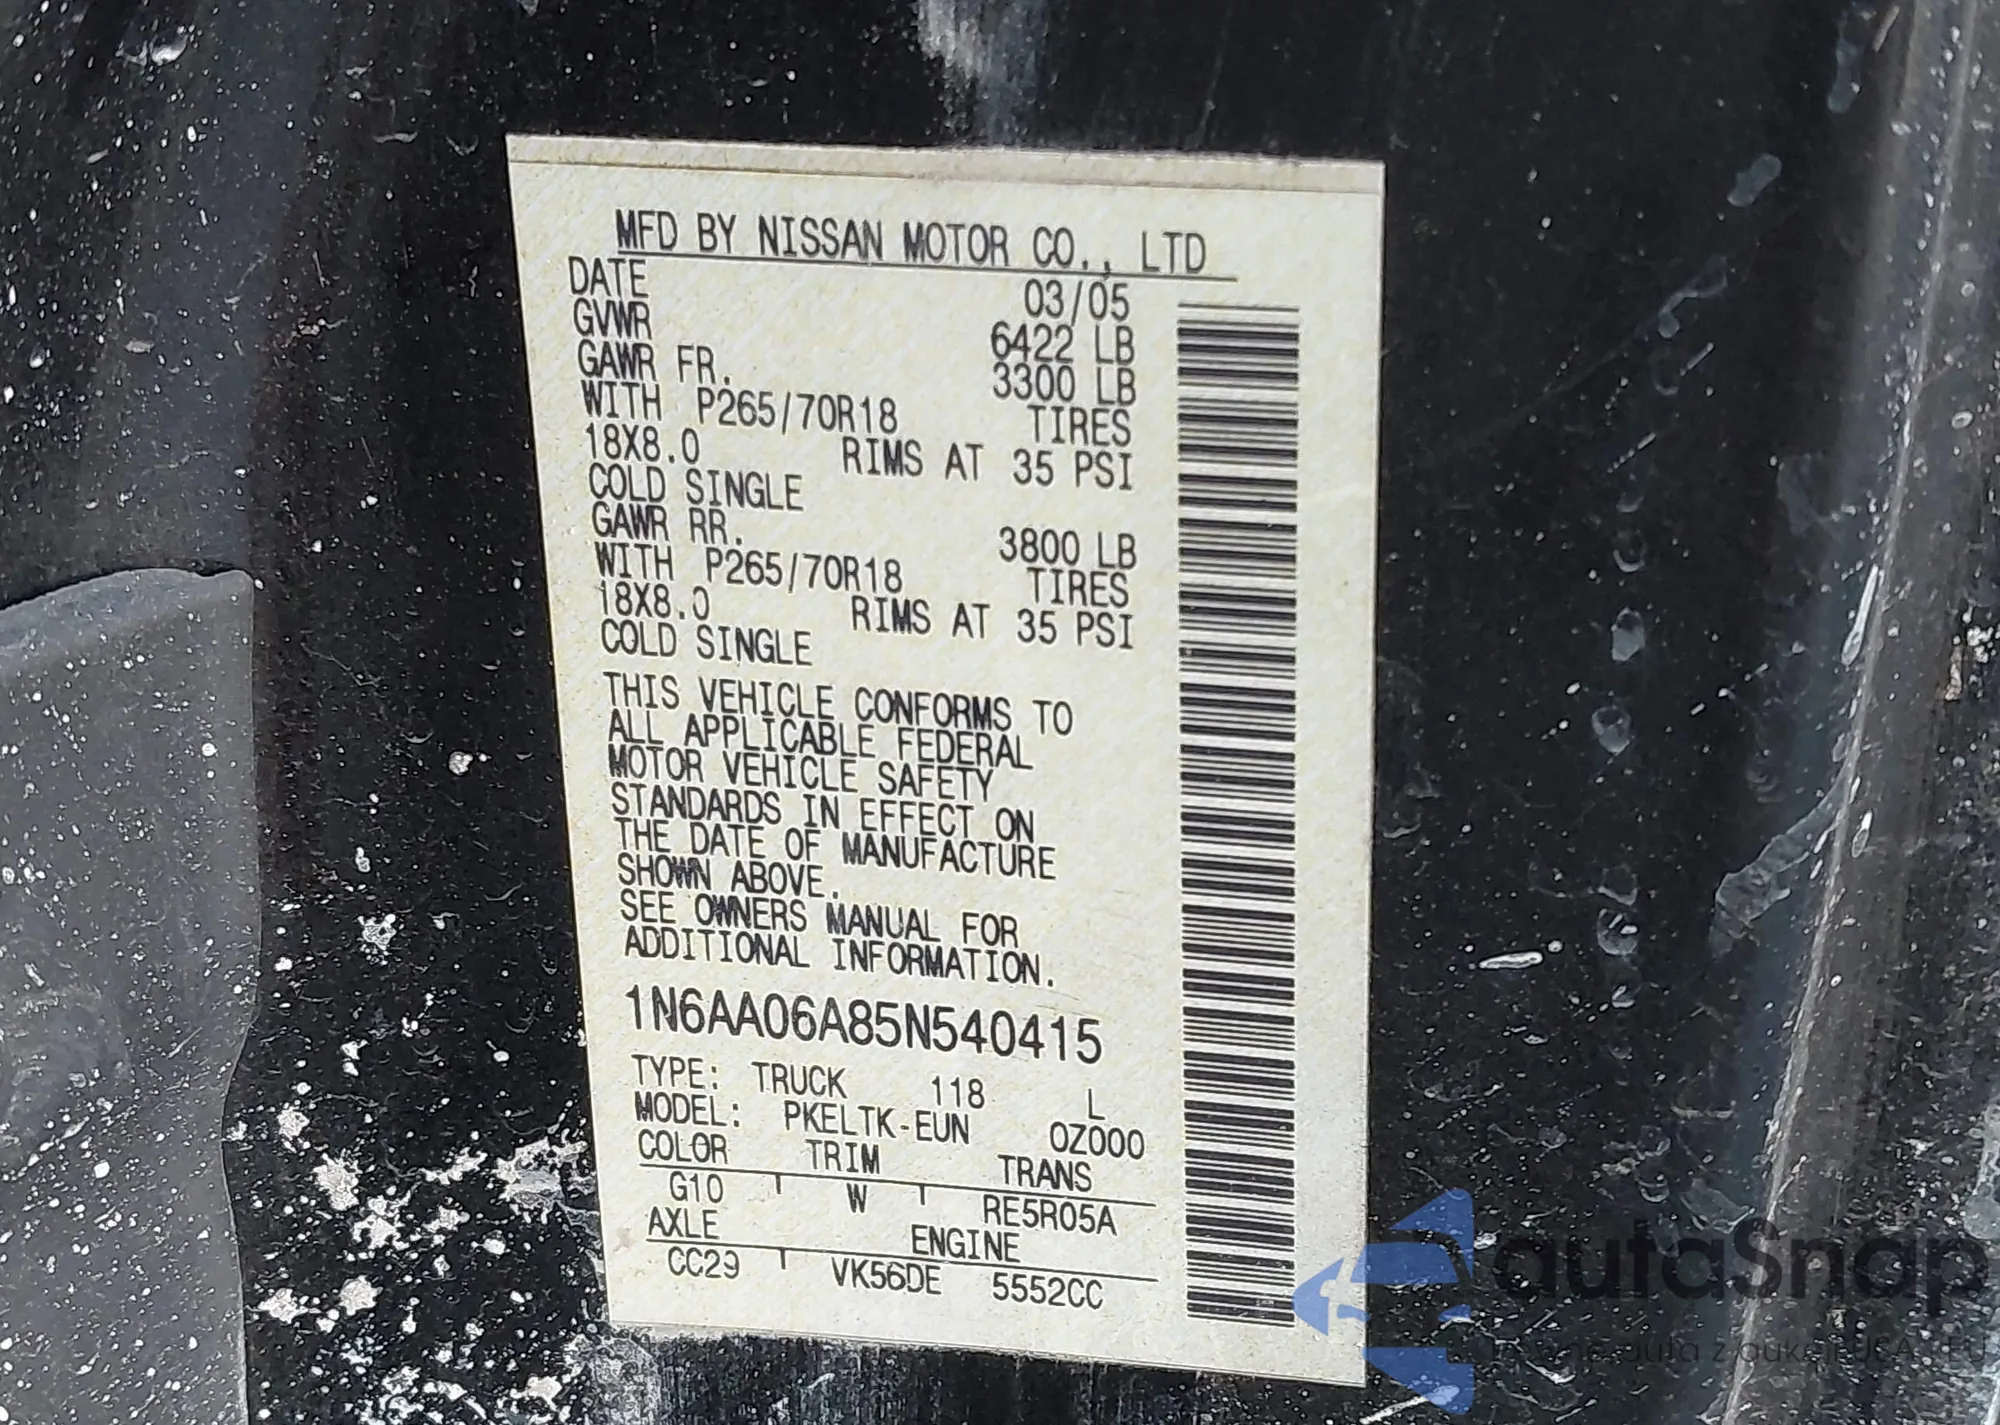 MFD BY NISSAN MOTOR CO., LTD
DATE 03/05
GVWR 6422 LB
GAWR FR. 3300 LB
WITH P265/70R18 TIRES
18X8.0 RIMS AT 35 PSI
COLD SINGLE
GAWR RR. 3800 LB
WITH P265/70R18 TIRES
18X8.0 RIMS AT 35 PSI
COLD SINGLE
THIS VEHICLE CONFORMS TO
ALL APPLICABLE FEDERAL
MOTOR VEHICLE SAFETY
STANDARDS IN EFFECT ON
THE DATE OF MANUFACTURE
SHOWN ABOVE.
SEE OWNERS MANUAL FOR
ADDITIONAL INFORMATION.
1N6AA06A85N540415
TYPE: TRUCK 118 L
MODEL: PKELTK-EUN 0Z000
COLOR TRIM TRANS
G10 W RE5R05A
AXLE ENGINE
CC29 VK56DE 5552CC
autaSnap
auta z aukcji USA